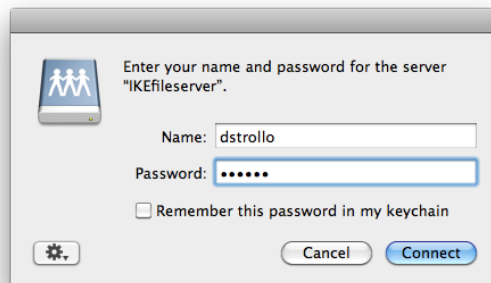 Enter your name and password for the server
“IKEfileserver”.
Name: dstrollo
Password: ••••••
Remember this password in my keychain
Cancel Connect